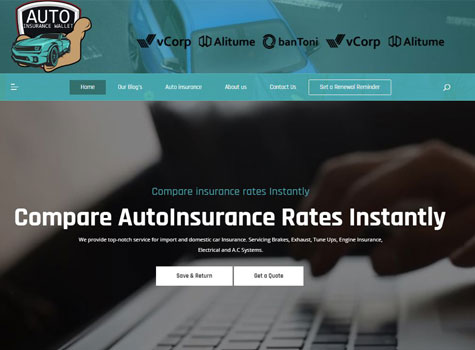 AUTO
INSURANCE WALLET
vCorp Alitume banToni vCorp Alitume
Home Our Blog's Auto insurance About us Contact Us Set a Renewal Reminder
Compare insurance rates Instantly
Compare AutoInsurance Rates Instantly
We provide top-notch service for import and domestic car Insurance. Servicing Brakes, Exhaust, Tune Ups, Engine Insurance,
Electrical and A.C Systems.
Save & Return Get a Quote